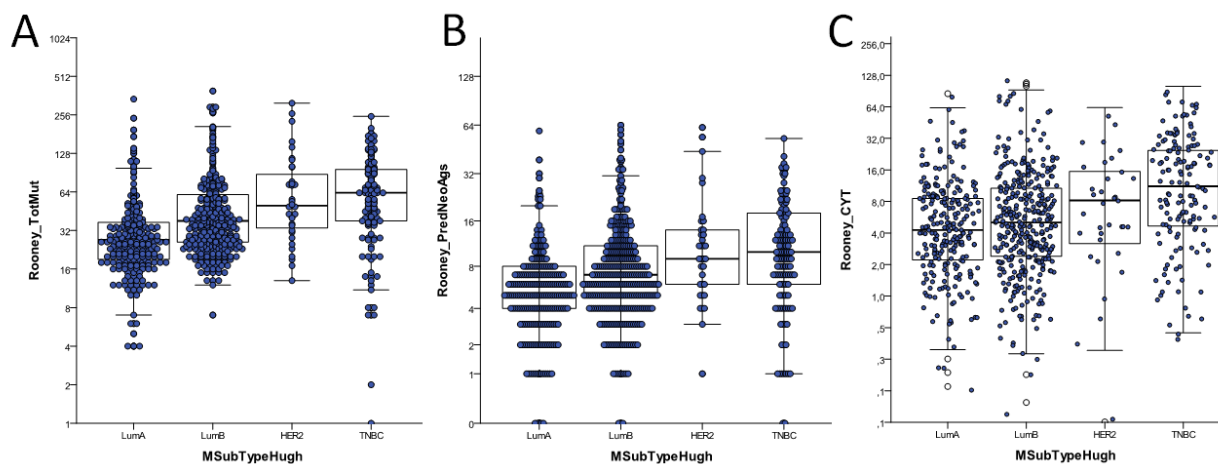 A
Rooney_TotMut
1024
512
256
128
64
32
16
8
4
2
1
LumA LumB HER2 TNBC
MSubTypeHugh
B
Rooney_PredNeoAgs
128
64
32
16
8
4
2
1
0
LumA LumB HER2 TNBC
MSubTypeHugh
C
Rooney_CYT
256,0
128,0
64,0
32,0
16,0
8,0
4,0
2,0
1,0
,5
,3
,1
,1
LumA LumB HER2 TNBC
MSubTypeHugh